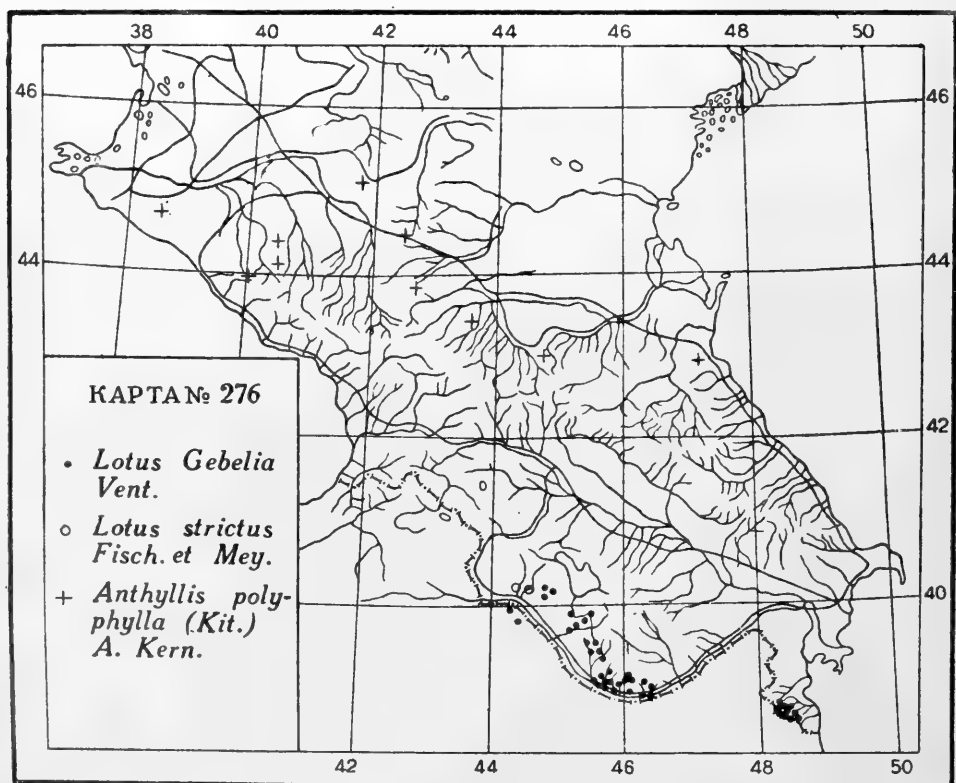 38 40 42 44 46 48 50
46 46
44 44
КАРТА № 276
42
Lotus Gebelia
Vent.
Lotus strictus
Fisch. et Mey.
Anthyllis poly-
phylla (Kit.)
A. Kern.
40
42 44 46 48 50